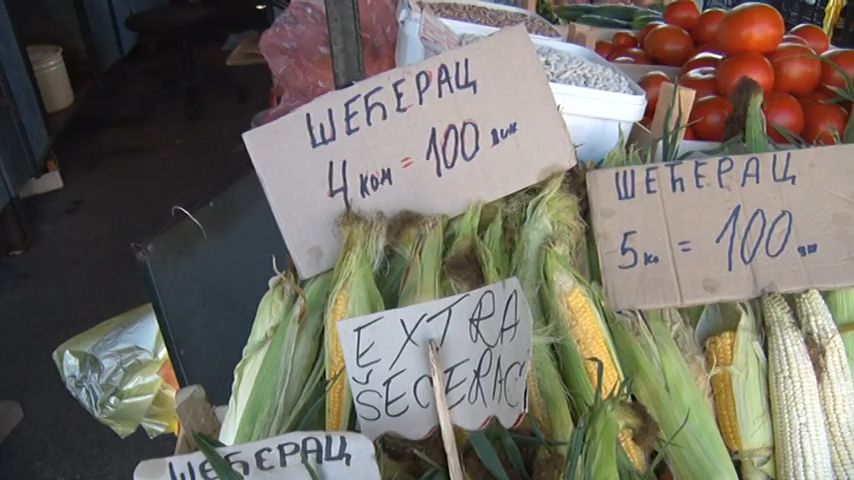 ШЕЋЕРАЦ
4 КОМ = 100 ДИН
ШЕЋЕРАЦ
5 КО = 100
EXTRA
ŠEĆERAC
ШЕЋЕРАЦ